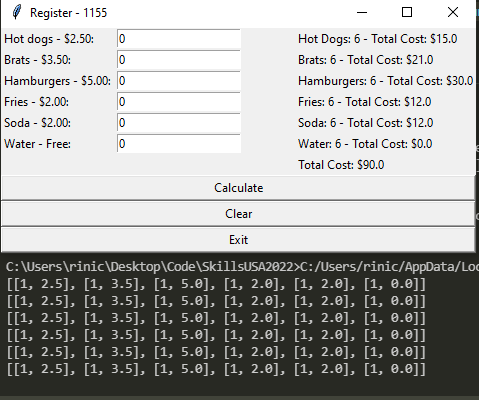 Register - 1155
Hot dogs - $2.50: 0 Hot Dogs: 6 - Total Cost: $15.0
Brats - $3.50: 0 Brats: 6 - Total Cost: $21.0
Hamburgers - $5.00: 0 Hamburgers: 6 - Total Cost: $30.0
Fries - $2.00: 0 Fries: 6 - Total Cost: $12.0
Soda - $2.00: 0 Soda: 6 - Total Cost: $12.0
Water - Free: 0 Water: 6 - Total Cost: $0.0
Total Cost: $90.0
Calculate
Clear
Exit
C:\Users\rinic\Desktop\Code\SkillsUSA2022>C:/Users/rinic/AppData/Loc
[[1, 2.5], [1, 3.5], [1, 5.0], [1, 2.0], [1, 2.0], [1, 0.0]]
[[1, 2.5], [1, 3.5], [1, 5.0], [1, 2.0], [1, 2.0], [1, 0.0]]
[[1, 2.5], [1, 3.5], [1, 5.0], [1, 2.0], [1, 2.0], [1, 0.0]]
[[1, 2.5], [1, 3.5], [1, 5.0], [1, 2.0], [1, 2.0], [1, 0.0]]
[[1, 2.5], [1, 3.5], [1, 5.0], [1, 2.0], [1, 2.0], [1, 0.0]]
[[1, 2.5], [1, 3.5], [1, 5.0], [1, 2.0], [1, 2.0], [1, 0.0]]